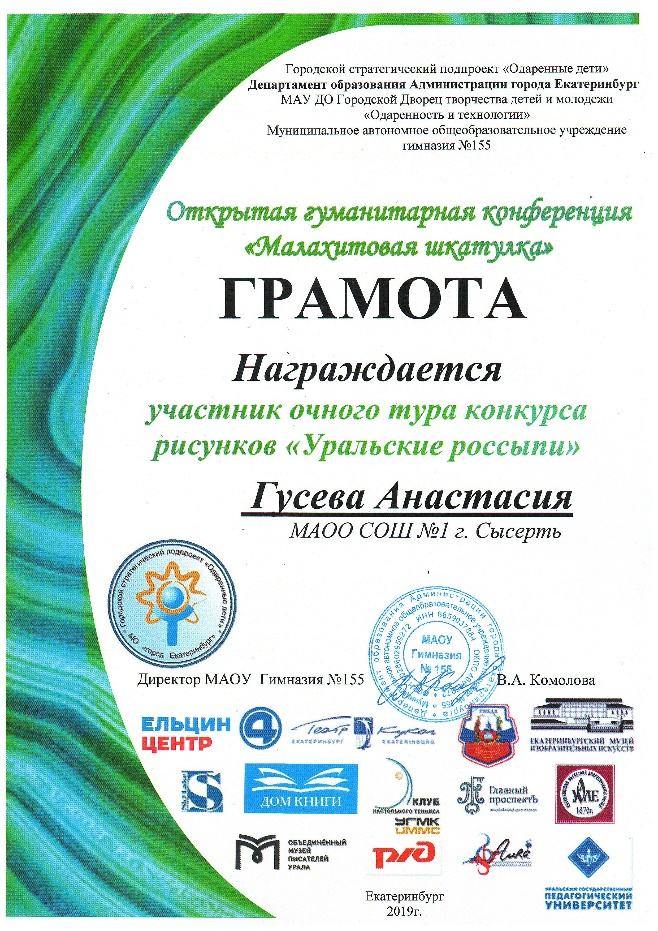 Городской стратегический подпроект «Одаренные дети»
Департамент образования Администрации города Екатеринбург
МАУ ДО Городской Дворец творчества детей и молодежи
«Одаренность и технологии»
Муниципальное автономное общеобразовательное учреждение
гимназия №155
Открытая гуманитарная конференция
«Малахитовая шкатулка»
ГРАМОТА
Награждается
участник очного тура конкурса
рисунков «Уральские россыпи»
Гусева Анастасия
МАОО СОШ №1 г. Сысерть
Городской стратегический подпроект «Одаренные дети»
МО «город Екатеринбург»
МАОУ
Гимназия
№ 155
Директор МАОУ Гимназия №155
В.А. Комолова
ЕЛЬЦИН
ЦЕНТР
4
Театр Кукол
ЕКАТЕРИНБУРГ ЕКАТЕРИНБУРГ
ЕКАТЕРИНБУРГСКИЙ МУЗЕЙ
ИЗОБРАЗИТЕЛЬНЫХ ИСКУССТВ
S
ДОМ КНИГИ
КЛУБ
НАСТОЛЬНОГО ТЕННИСА
УГМК
UMMC
Главный
проспектЪ
1870г.
ОБЪЕДИНЁННЫЙ
МУЗЕЙ
ПИСАТЕЛЕЙ
УРАЛА
РЖД
УРАЛЬСКИЙ ГОСУДАРСТВЕННЫЙ
ПЕДАГОГИЧЕСКИЙ
УНИВЕРСИТЕТ
Екатеринбург
2019г.